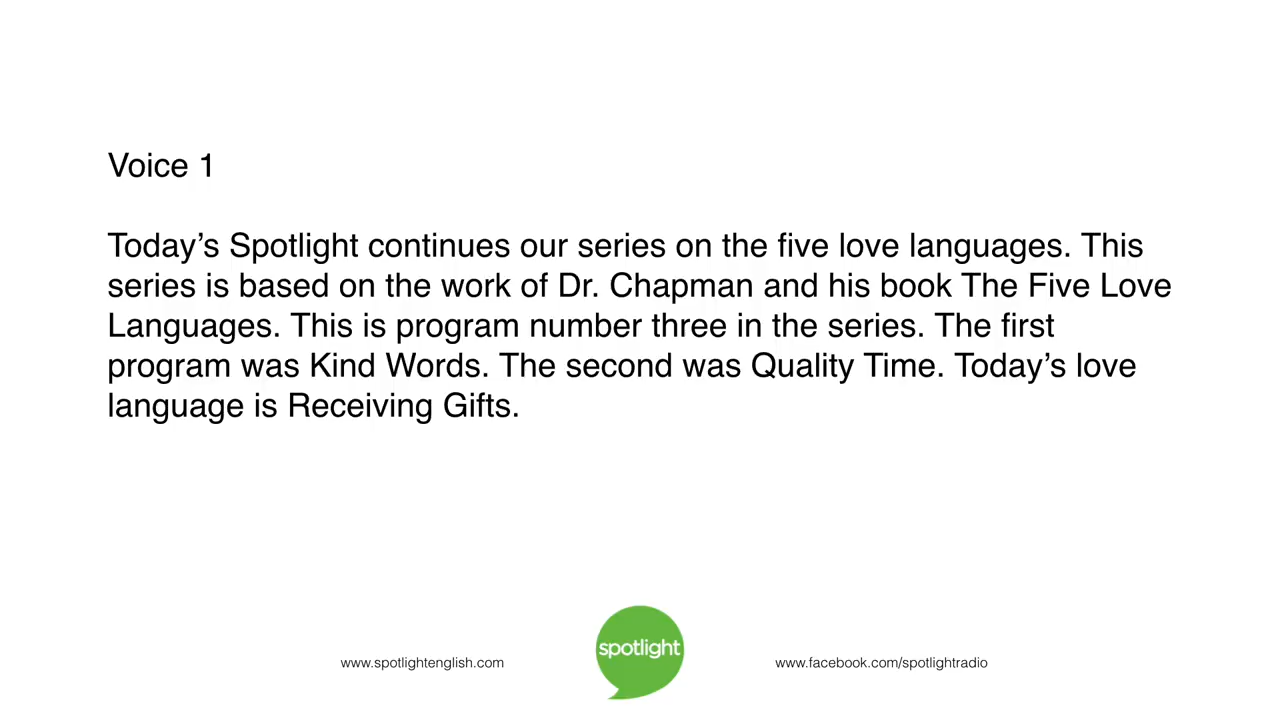 Voice 1
Today’s Spotlight continues our series on the five love languages. This
series is based on the work of Dr. Chapman and his book The Five Love
Languages. This is program number three in the series. The first
program was Kind Words. The second was Quality Time. Today’s love
language is Receiving Gifts.
spotlight
www.spotlightenglish.com
www.facebook.com/spotlightradio